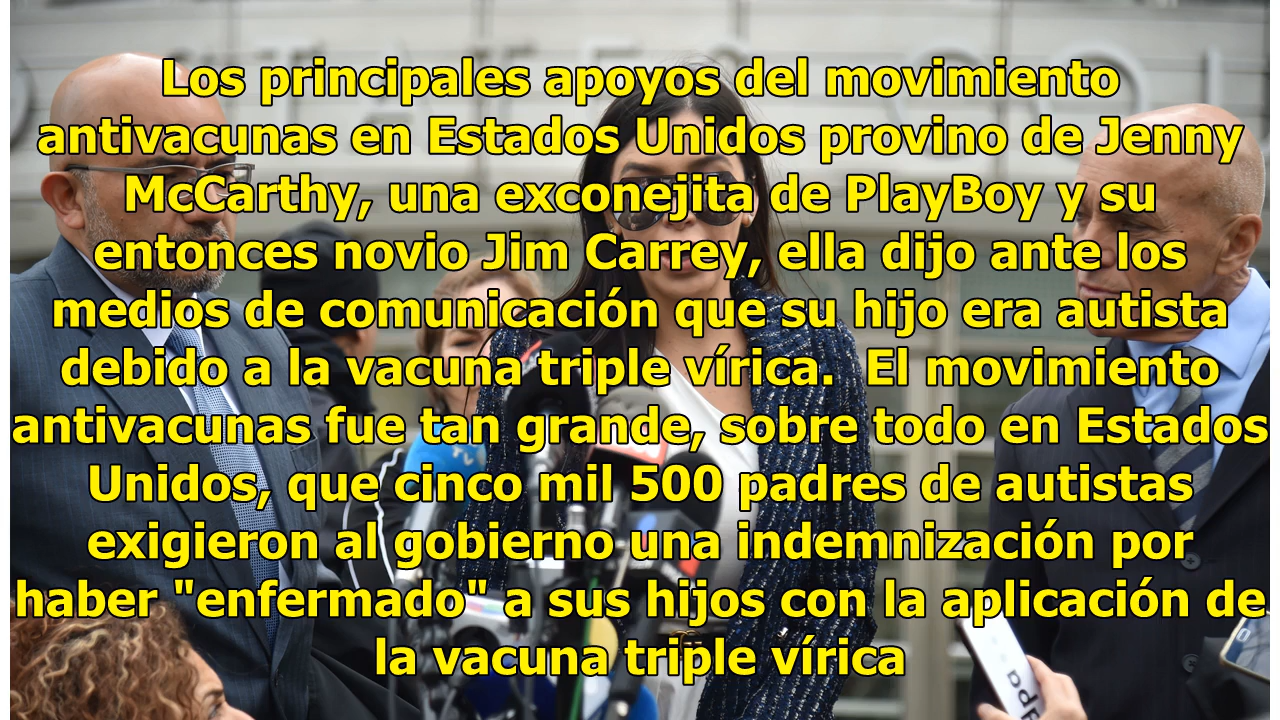 Los principales apoyos del movimiento
antivacunas en Estados Unidos provino de Jenny
McCarthy, una exconejita de PlayBoy y su
entonces novio Jim Carrey, ella dijo ante los
medios de comunicación que su hijo era autista
debido a la vacuna triple vírica.  El movimiento
antivacunas fue tan grande, sobre todo en Estados
Unidos, que cinco mil 500 padres de autistas
exigieron al gobierno una indemnización por
haber "enfermado" a sus hijos con la aplicación de
la vacuna triple vírica